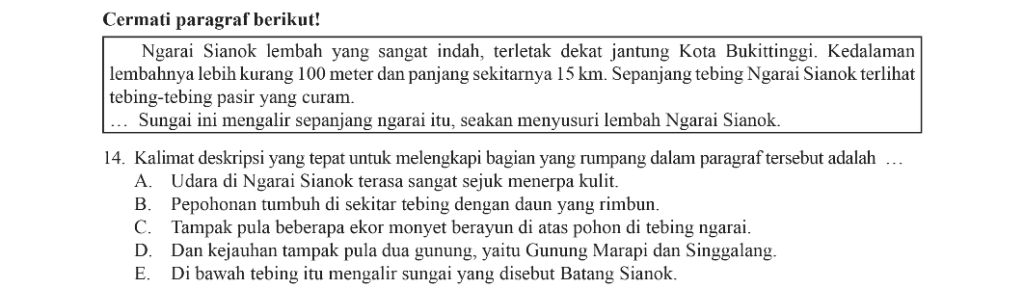 Cermati paragraf berikut!
Ngarai Sianok lembah yang sangat indah, terletak dekat jantung Kota Bukittinggi. Kedalaman
lembahnya lebih kurang 100 meter dan panjang sekitarnya 15 km. Sepanjang tebing Ngarai Sianok terlihat
tebing-tebing pasir yang curam.
… Sungai ini mengalir sepanjang ngarai itu, seakan menyusuri lembah Ngarai Sianok.
14. Kalimat deskripsi yang tepat untuk melengkapi bagian yang rumpang dalam paragraf tersebut adalah …
A. Udara di Ngarai Sianok terasa sangat sejuk menerpa kulit.
B. Pepohonan tumbuh di sekitar tebing dengan daun yang rimbun.
C. Tampak pula beberapa ekor monyet berayun di atas pohon di tebing ngarai.
D. Dan kejauhan tampak pula dua gunung, yaitu Gunung Marapi dan Singgalang.
E. Di bawah tebing itu mengalir sungai yang disebut Batang Sianok.